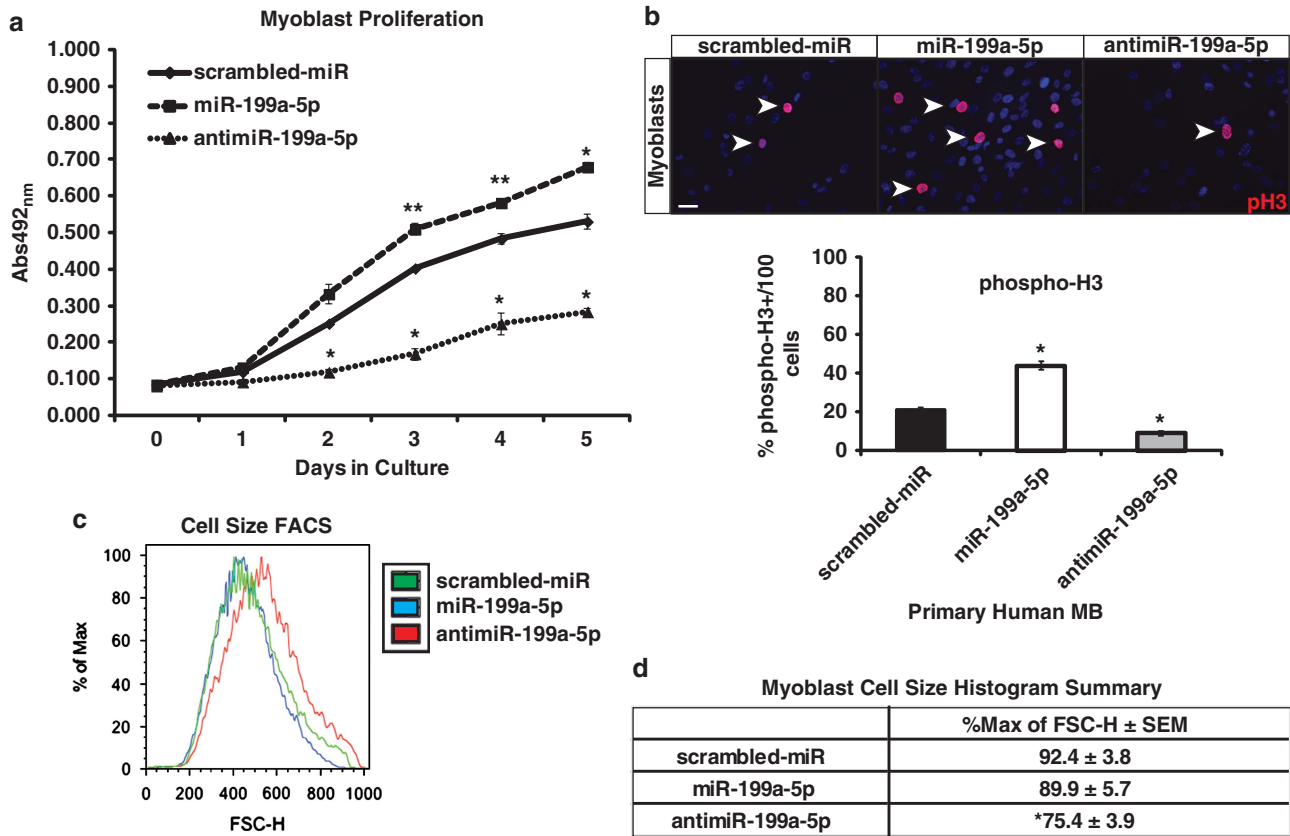 a
Myoblast Proliferation
1.000
0.900
0.800
0.700
0.600
0.500
0.400
0.300
0.200
0.100
0.000
Abs492nm
scrambled-miR
miR-199a-5p
antimiR-199a-5p
** ** *
* * * *
0 1 2 3 4 5
Days in Culture
b
scrambled-miR miR-199a-5p antimiR-199a-5p
Myoblasts
pH3
phospho-H3
% phospho-H3+/100
cells
100
80
60
40
20
0
* *
scrambled-miR
miR-199a-5p
antimiR-199a-5p
Primary Human MB
c
Cell Size FACS
% of Max
100
80
60
40
20
0
0 200 400 600 800 1000
FSC-H
scrambled-miR
miR-199a-5p
antimiR-199a-5p
d
Myoblast Cell Size Histogram Summary
%Max of FSC-H ± SEM
scrambled-miR 92.4 ± 3.8
miR-199a-5p 89.9 ± 5.7
antimiR-199a-5p *75.4 ± 3.9